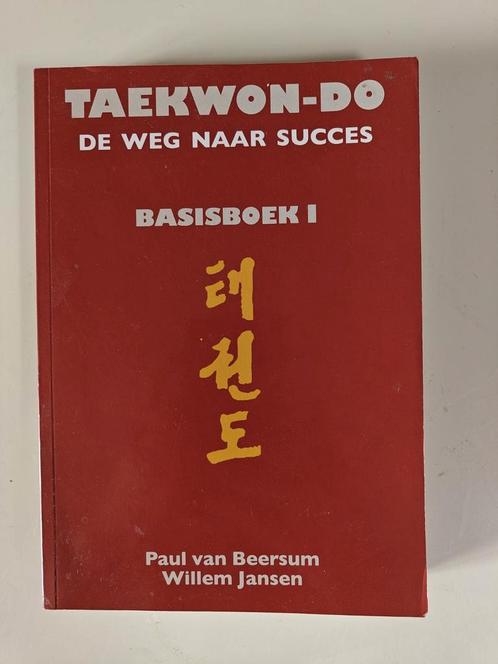 TAEKWON-DO
DE WEG NAAR SUCCES
BASISBOEK I
태
권
도
Paul van Beersum
Willem Jansen